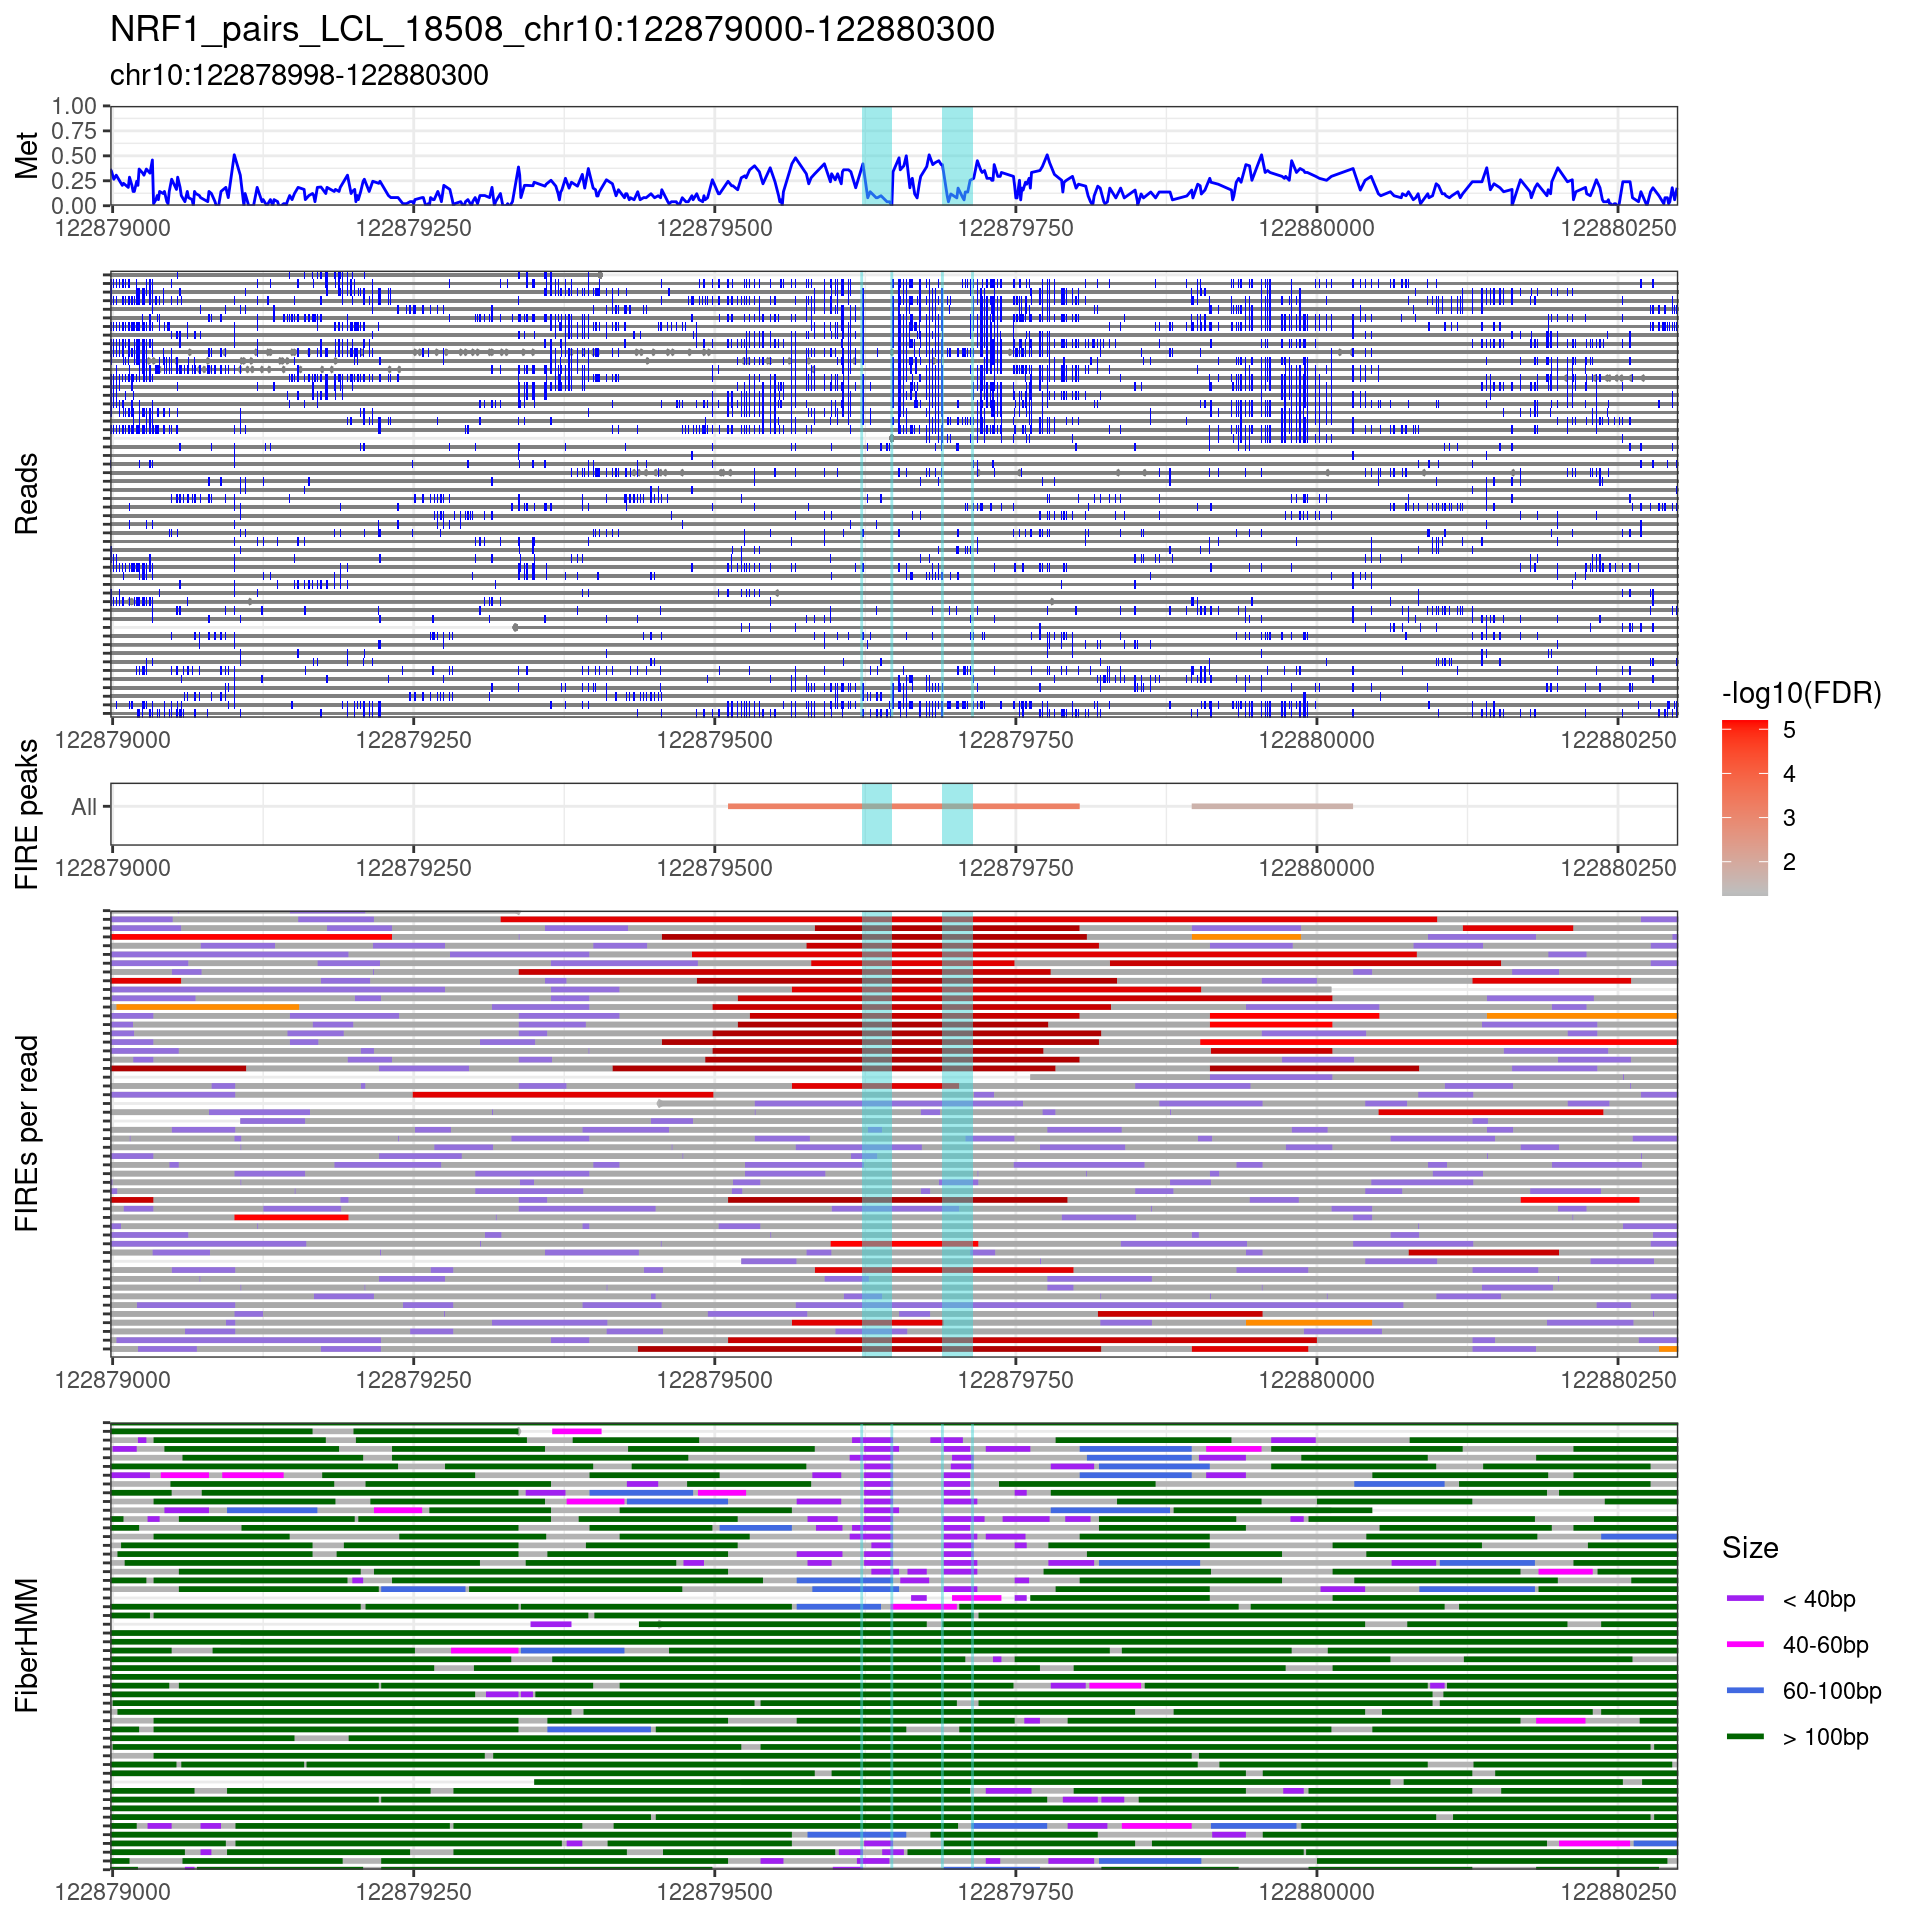 NRF1_pairs_LCL_18508_chr10:122879000-122880300
chr10:122878998-122880300
Met
1.00
0.75
0.50
0.25
0.00
122879000 122879250 122879500 122879750 122880000 122880250
Reads
122879000 122879250 122879500 122879750 122880000 122880250
FIRE peaks
All
122879000 122879250 122879500 122879750 122880000 122880250
-log10(FDR)
5
4
3
2
FIREs per read
122879000 122879250 122879500 122879750 122880000 122880250
FiberHMM
122879000 122879250 122879500 122879750 122880000 122880250
Size
< 40bp
40-60bp
60-100bp
> 100bp